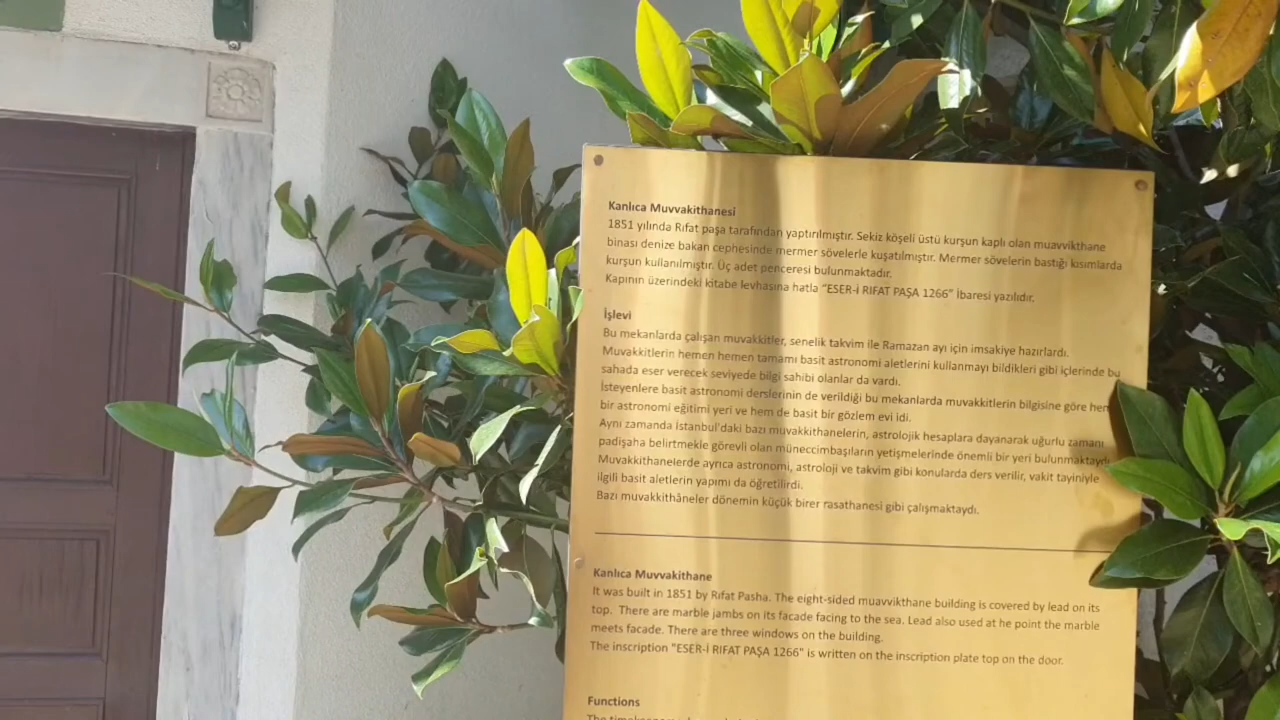 Kanlıca Muvvakithanesi
1851 yılında Rıfat paşa tarafından yaptırılmıştır. Sekiz köşeli üstü kurşun kaplı olan muavvikthane
binası denize bakan cephesinde mermer sövelerle kuşatılmıştır. Mermer sövelerin bastığı kısımlarda
kurşun kullanılmıştır. Üç adet penceresi bulunmaktadır.
Kapının üzerindeki kitabe levhasına hatla "ESER-İ RIFAT PAŞA 1266" İbaresi yazılıdır.
İşlevi
Bu mekanlarda çalışan muvakkitler, senelik takvim ile Ramazan ayı için imsakiye hazırlardı.
Muvakkitlerin hemen hemen tamamı basit astronomi aletlerini kullanmayı bildikleri gibi içlerinde bu
sahada eser verecek seviyede bilgi sahibi olanlar da vardı.
İsteyenlere basit astronomi derslerinin de verildiği bu mekanlarda muvakkitlerin bilgisine göre hem
bir astronomi eğitimi yeri ve hem de basit bir gözlem evi idi.
Aynı zamanda İstanbul'daki bazı muvakkithanelerin, astrolojik hesaplara dayanarak uğurlu zamanı
padişaha belirtmekle görevli olan müneccimbaşıların yetişmelerinde önemli bir yeri bulunmaktaydı.
Muvakkithanelerde ayrıca astronomi, astroloji ve takvim gibi konularda ders verilir, vakit tayiniyle
ilgili basit aletlerin yapımı da öğretilirdi.
Bazı muvakkithâneler dönemin küçük birer rasathanesi gibi çalışmaktaydı.
Kanlıca Muvvakithane
It was built in 1851 by Rıfat Pasha. The eight-sided muavvikthane building is covered by lead on its
top. There are marble jambs on its facade facing to the sea. Lead also used at he point the marble
meets facade. There are three windows on the building.
The inscription "ESER-İ RIFAT PAŞA 1266" is written on the inscription plate top on the door.
Functions